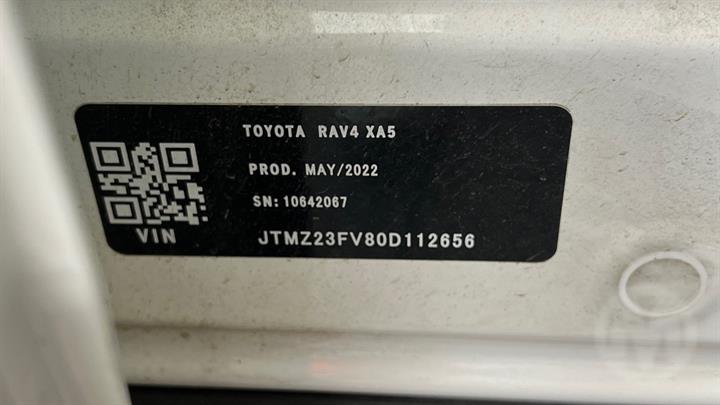 TOYOTA RAV4 XA5
PROD. MAY/2022
SN: 10642067
VIN JTMZ23FV80D112656